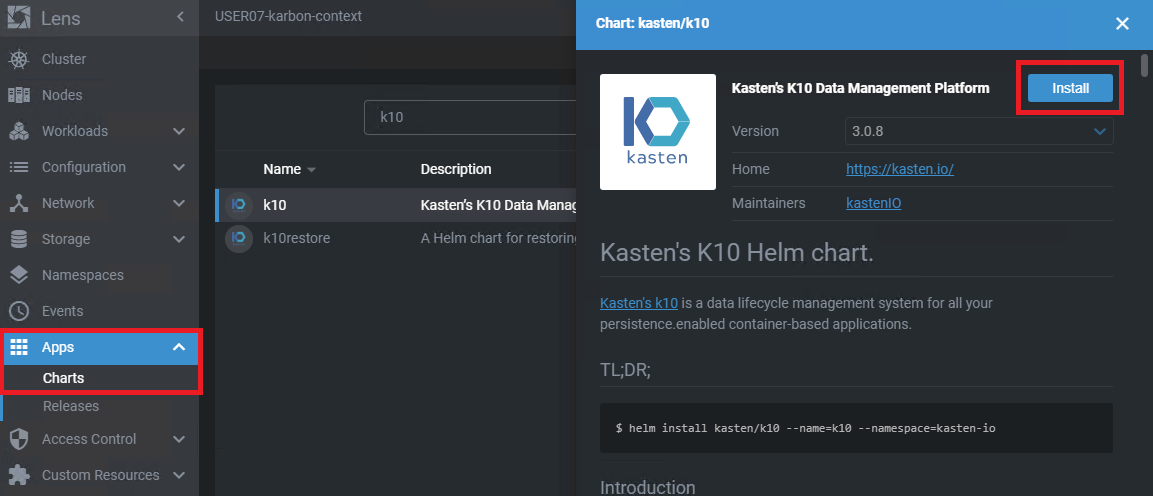 Lens
Cluster
Nodes
Workloads
Configuration
Network
Storage
Namespaces
Events
Apps
Charts
Releases
Access Control
Custom Resources
USER07-karbon-context
k10
Name
Description
k10
Kasten's K10 Data Manag
k10restore
A Helm chart for restoring
Chart: kasten/k10
kasten
Kasten's K10 Data Management Platform
Install
Version
3.0.8
Home
https://kasten.io/
Maintainers
kastenIO
Kasten's K10 Helm chart.
Kasten's k10 is a data lifecycle management system for all your
persistence.enabled container-based applications.
TL;DR;
$ helm install kasten/k10 --name=k10 --namespace=kasten-io
Introduction